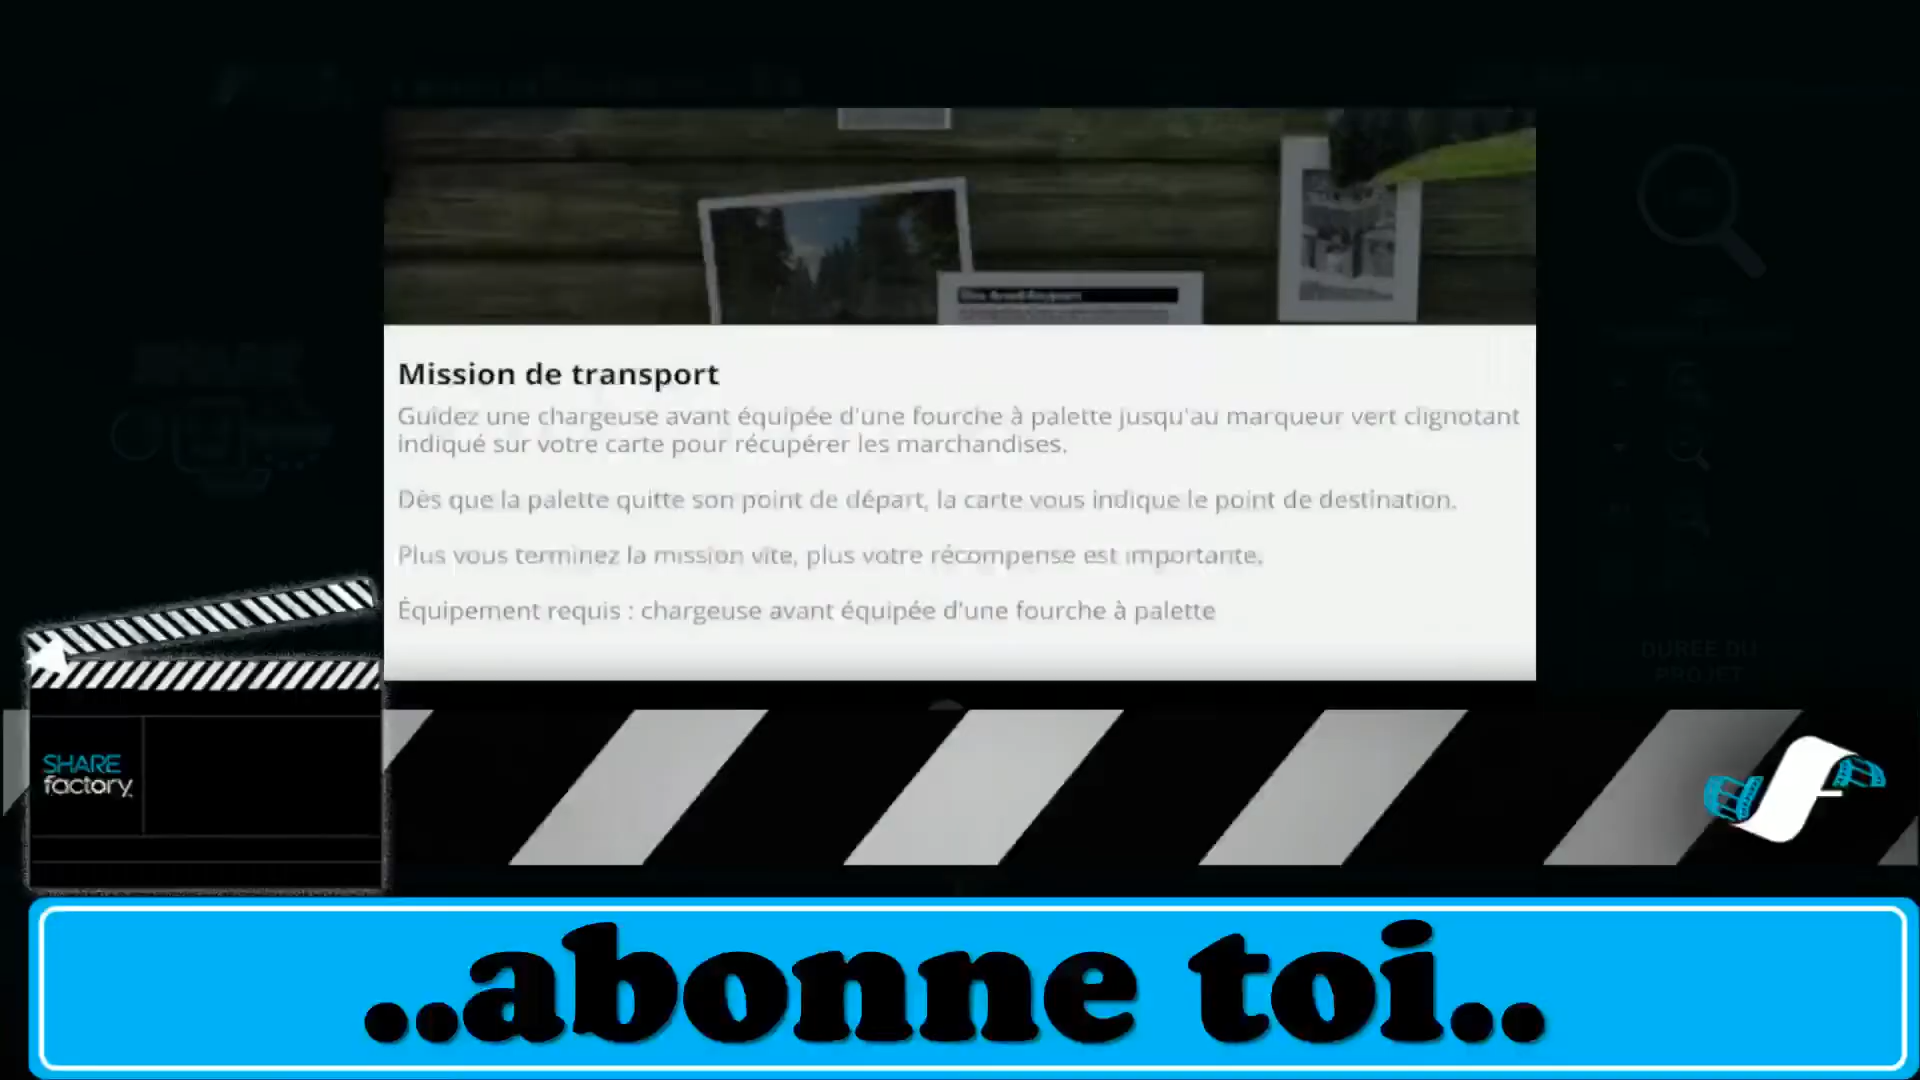 Mission de transport
Guidez une chargeuse avant équipée d'une fourche à palette jusqu'au marqueur vert clignotant
indiqué sur votre carte pour récupérer les marchandises.
Dès que la palette quitte son point de départ, la carte vous indique le point de destination.
Plus vous terminez la mission vite, plus votre récompense est importante.
Équipement requis : chargeuse avant équipée d'une fourche à palette
DURÉE DU
PROJET
SHARE
factory
..abonne toi..